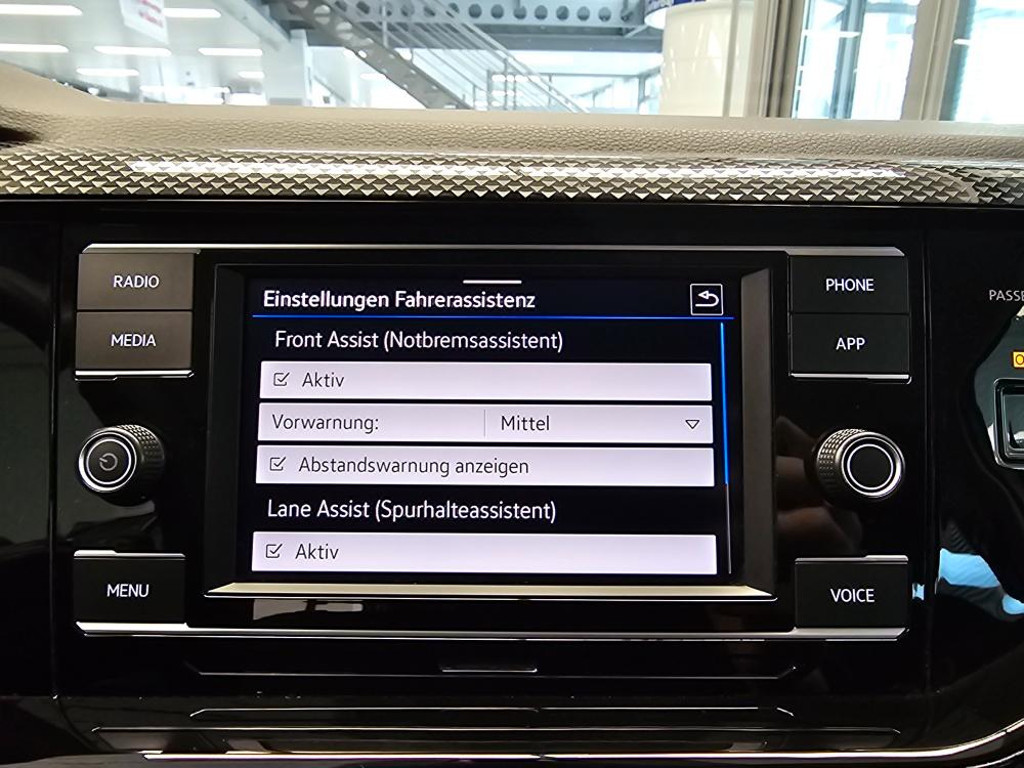 RADIO
MEDIA
MENU
Einstellungen Fahrerassistenz
Front Assist (Notbremsassistent)
Aktiv
Vorwarnung: Mittel
Abstandswarnung anzeigen
Lane Assist (Spurhalteassistent)
Aktiv
PHONE
APP
VOICE